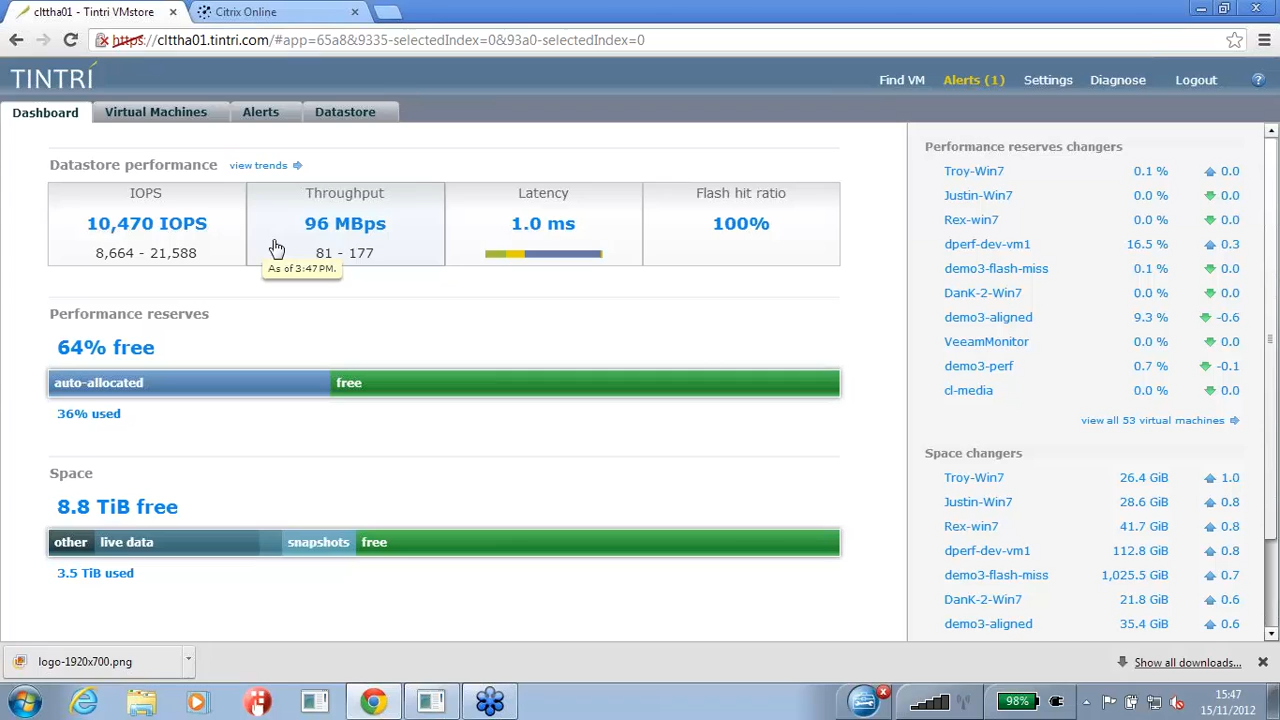 clttha01 - Tintri VMstore
Citrix Online
https://clttha01.tintri.com/#app=65a8&9335-selectedIndex=0&93a0-selectedIndex=0
TINTRI
Find VM
Alerts (1)
Settings
Diagnose
Logout
?
Dashboard
Virtual Machines
Alerts
Datastore
Datastore performance
view trends
IOPS
Throughput
Latency
Flash hit ratio
10,470 IOPS
96 MBps
1.0 ms
100%
8,664 - 21,588
81 - 177
As of 3:47PM.
Performance reserves
64% free
auto-allocated
free
36% used
Space
8.8 TiB free
other
live data
snapshots
free
3.5 TiB used
Performance reserves changers
Troy-Win7 0.1 % 0.0
Justin-Win7 0.0 % 0.0
Rex-win7 0.0 % 0.0
dperf-dev-vm1 16.5 % 0.3
demo3-flash-miss 0.1 % 0.0
DanK-2-Win7 0.0 % 0.0
demo3-aligned 9.3 % -0.6
VeeamMonitor 0.0 % 0.0
demo3-perf 0.7 % -0.1
cl-media 0.0 % 0.0
view all 53 virtual machines
Space changers
Troy-Win7 26.4 GiB 1.0
Justin-Win7 28.6 GiB 0.8
Rex-win7 41.7 GiB 0.8
dperf-dev-vm1 112.8 GiB 0.8
demo3-flash-miss 1,025.5 GiB 0.7
DanK-2-Win7 21.8 GiB 0.6
demo3-aligned 35.4 GiB 0.6
logo-1920x700.png
Show all downloads...
98%
15:47
15/11/2012